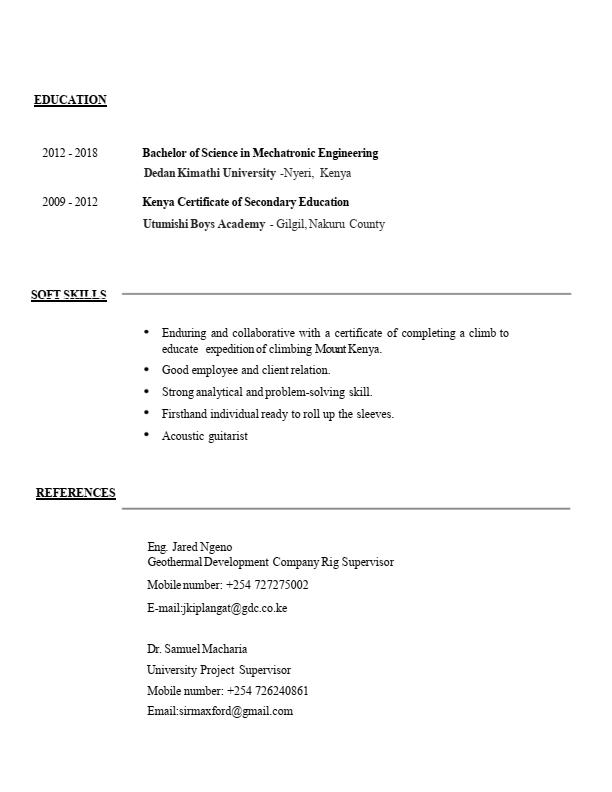 EDUCATION
2012 - 2018 Bachelor of Science in Mechatronic Engineering
Dedan Kimathi University -Nyeri, Kenya
2009 - 2012 Kenya Certificate of Secondary Education
Utumishi Boys Academy - Gilgil, Nakuru County
SOFT SKILLS
• Enduring and collaborative with a certificate of completing a climb to
educate expedition of climbing Mount Kenya.
• Good employee and client relation.
• Strong analytical and problem-solving skill.
• Firsthand individual ready to roll up the sleeves.
• Acoustic guitarist
REFERENCES
Eng. Jared Ngeno
Geothermal Development Company Rig Supervisor
Mobile number: +254 727275002
E-mail:jkiplangat@gdc.co.ke
Dr. Samuel Macharia
University Project Supervisor
Mobile number: +254 726240861
Email:sirmaxford@gmail.com